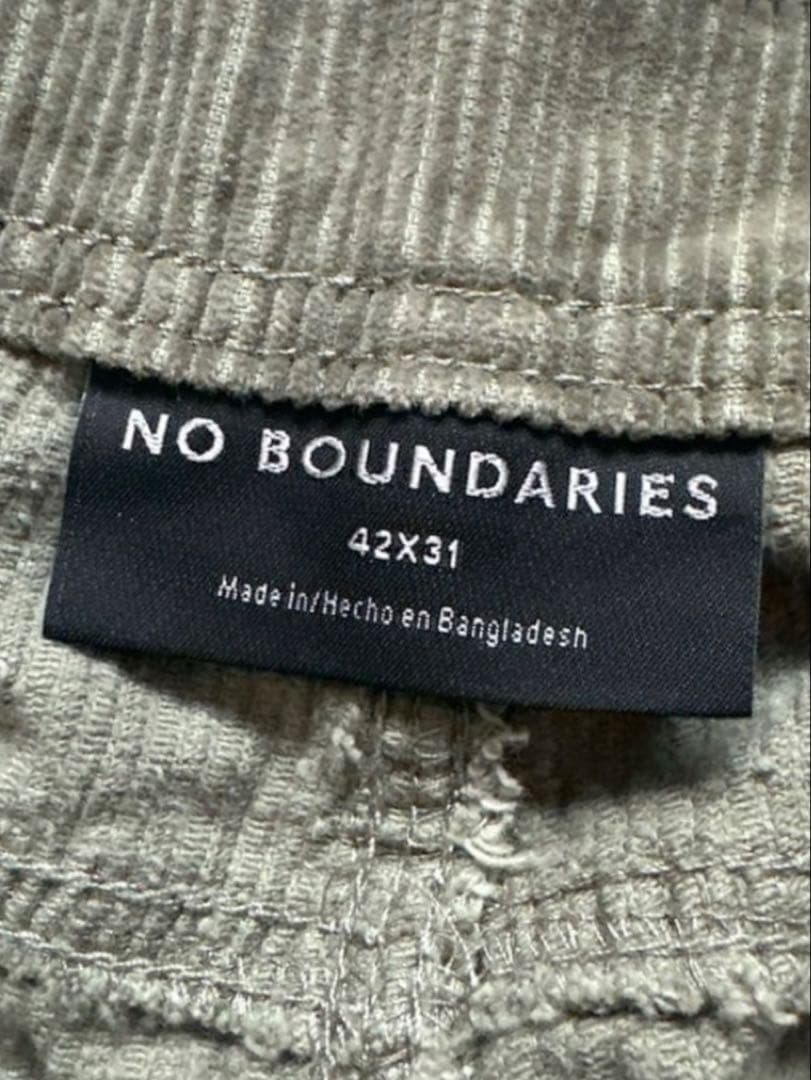 NO BOUNDARIES
42X31
Made in/Hecho en Bangladesh